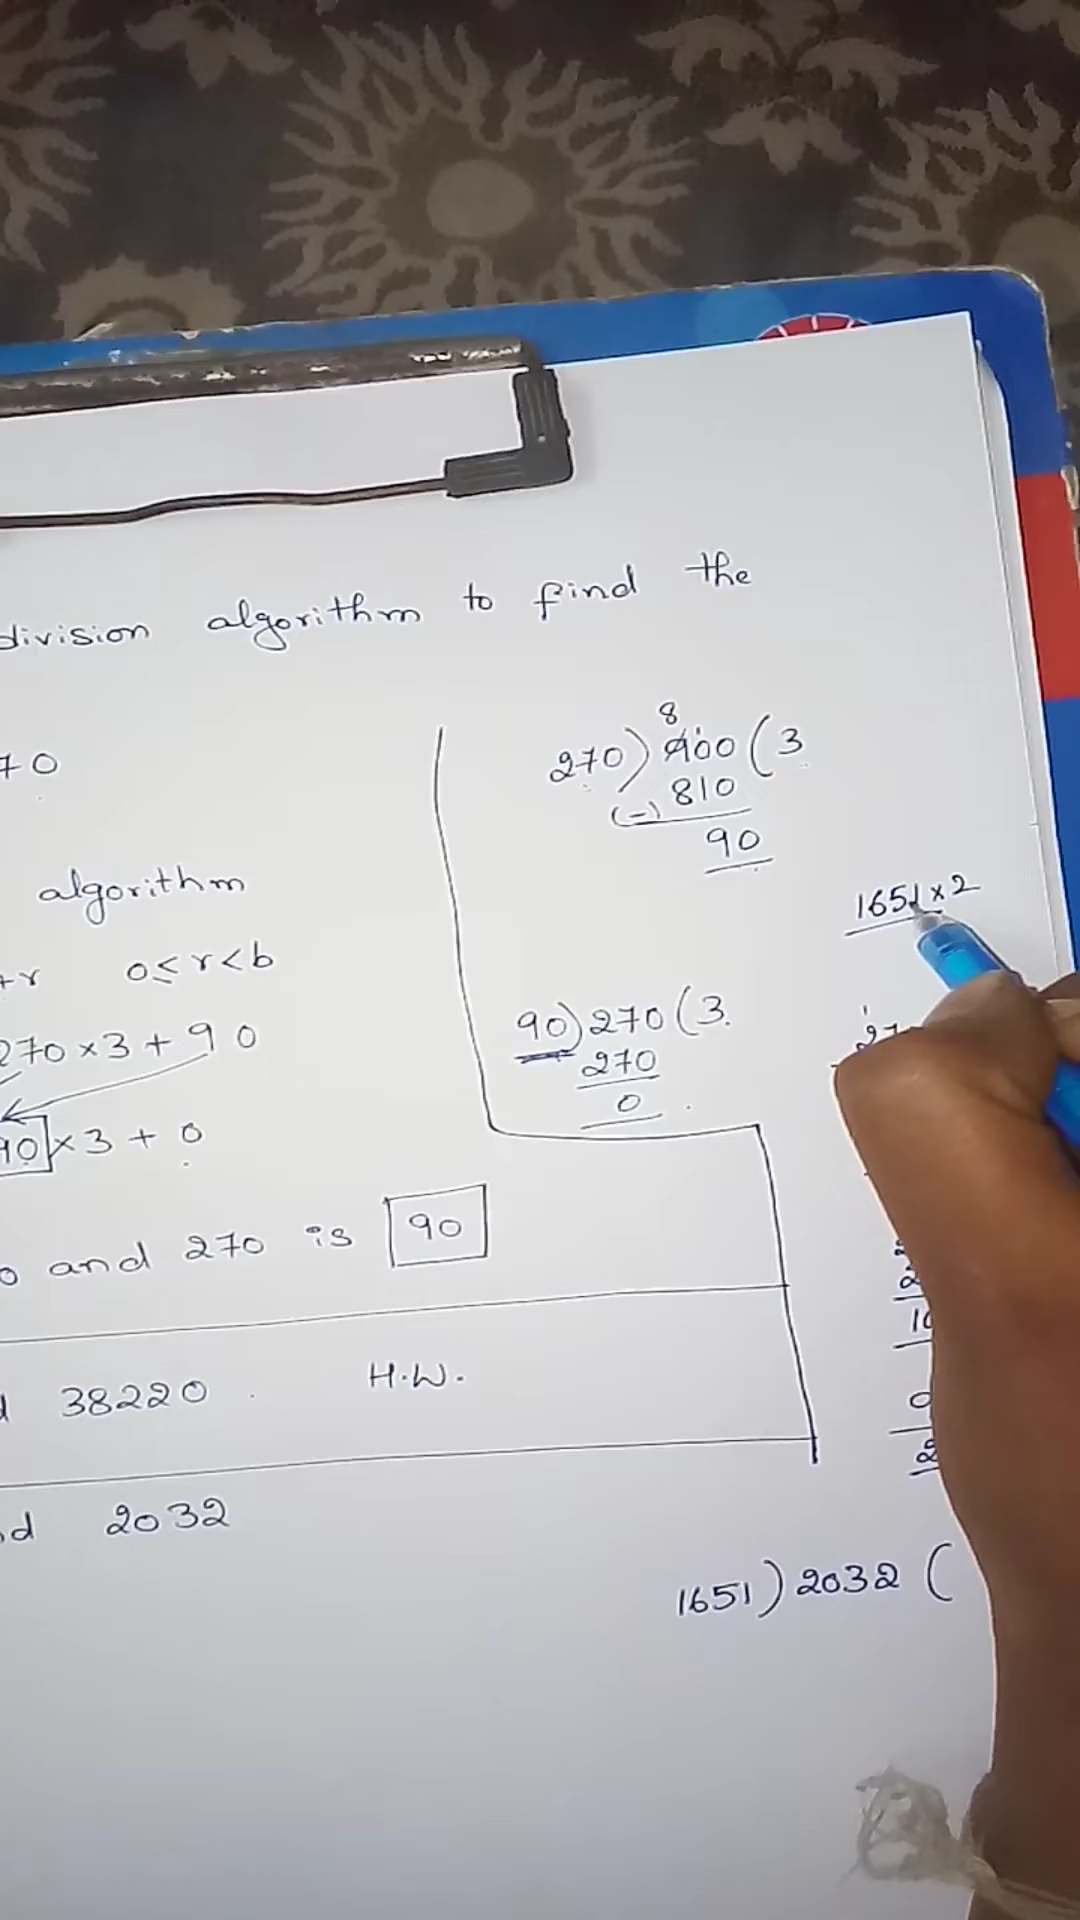 division algorithm to find the
70
8
270) 900 (3
(-) 810
90
algorithm
+r 0≤r<b
1651×2
270×3+90
90) 270 (3
270
0
90×3+0
and 270 is 90
38220. H.W.
2032
1651) 2032 (